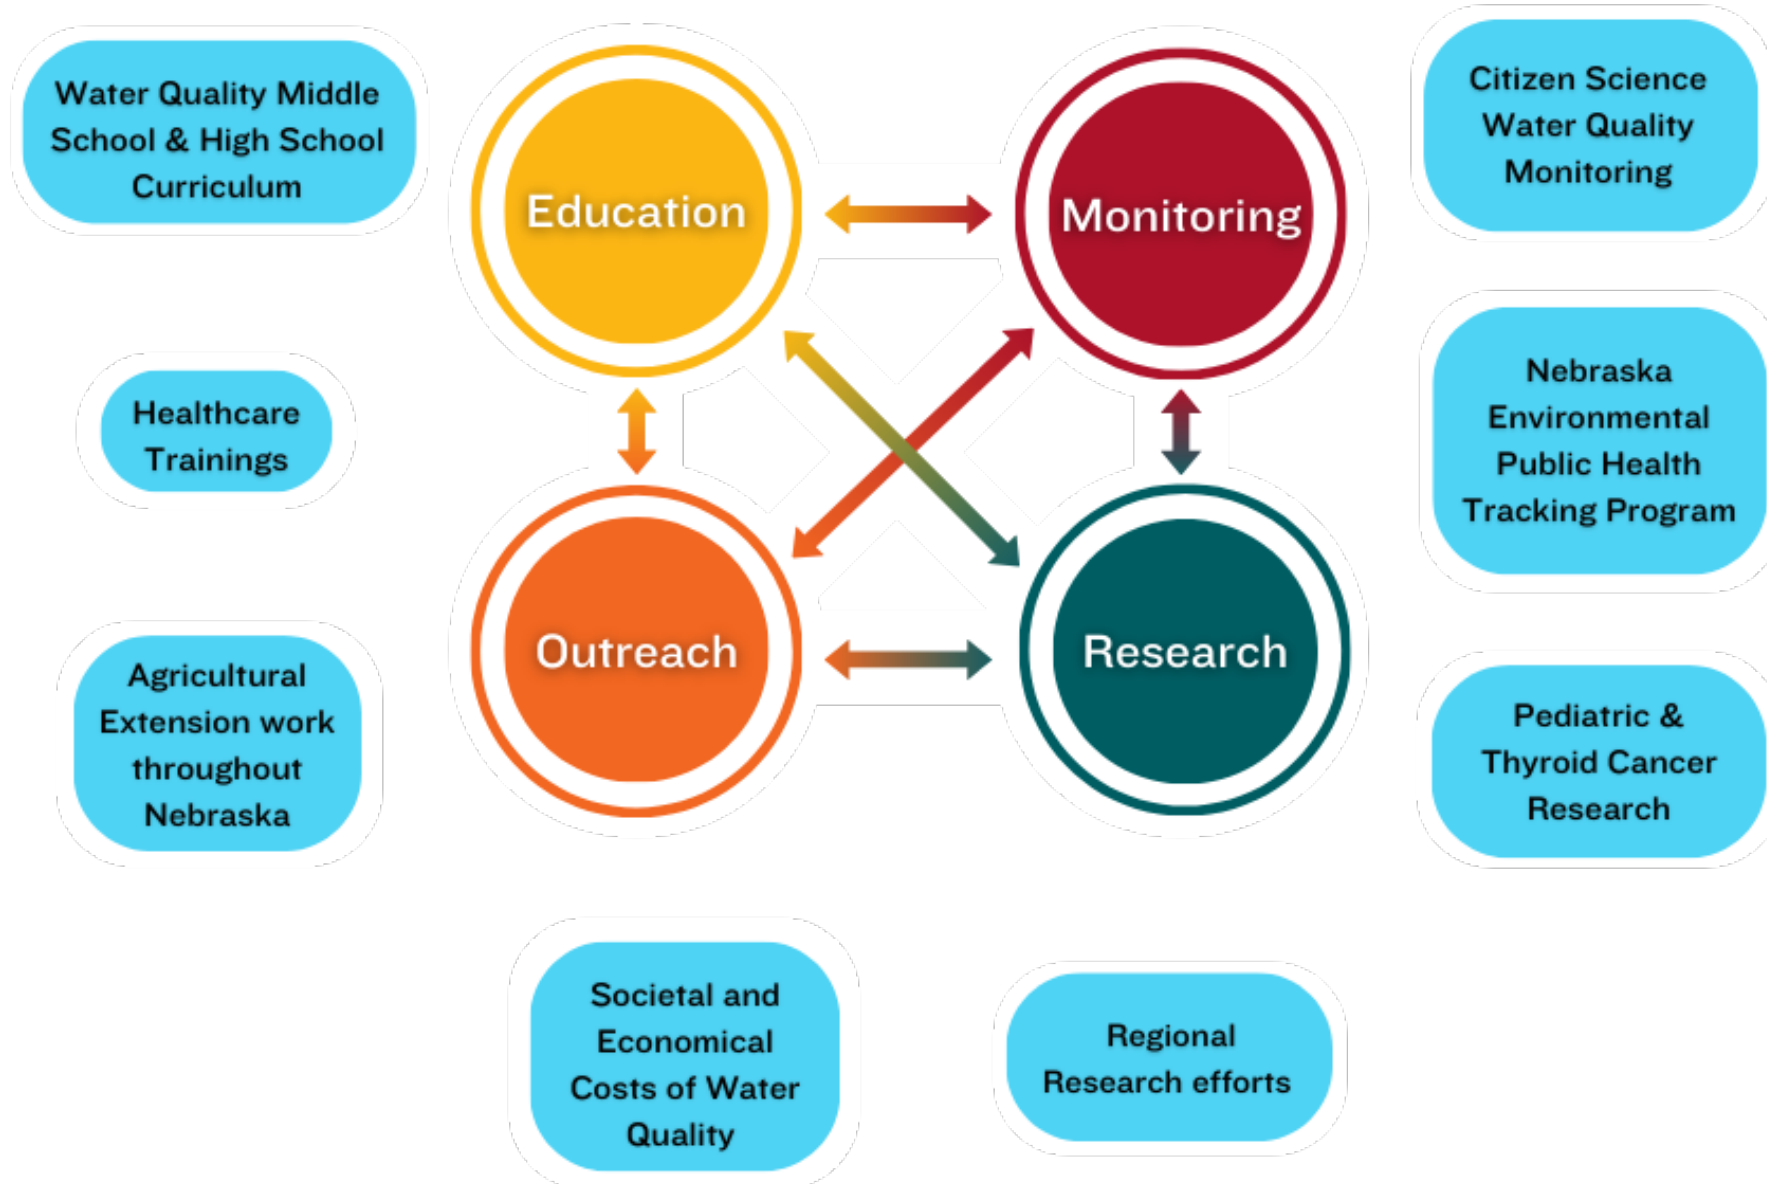 Water Quality Middle
School & High School
Curriculum
Education
Monitoring
Citizen Science
Water Quality
Monitoring
Healthcare
Trainings
Nebraska
Environmental
Public Health
Tracking Program
Agricultural
Extension work
throughout
Nebraska
Outreach
Research
Pediatric &
Thyroid Cancer
Research
Societal and
Economical
Costs of Water
Quality
Regional
Research efforts